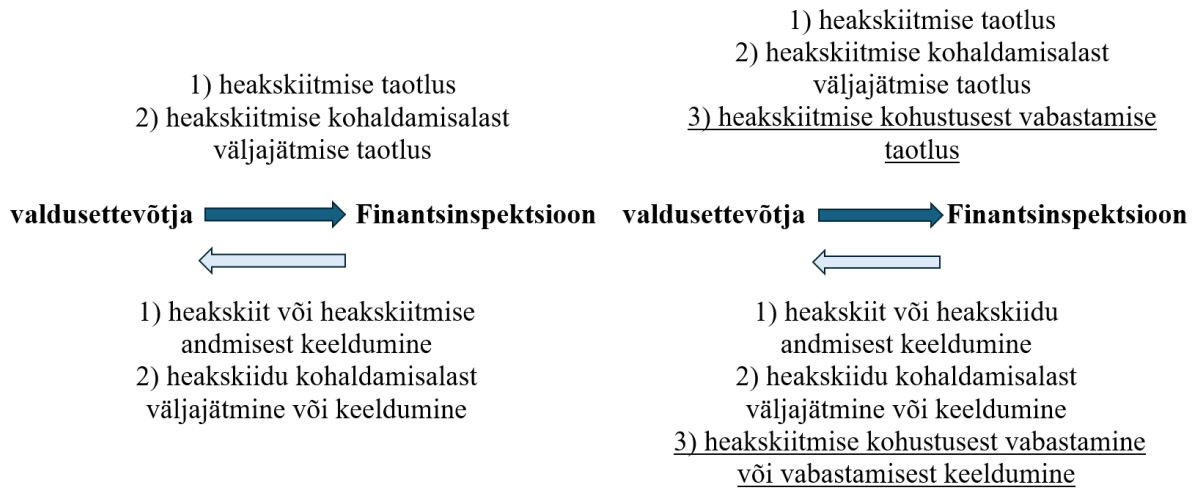 1) heakskiitmise taotlus
2) heakskiitmise kohaldamisalast
väljajätmise taotlus
valdusettevõtja
Finantsinspektsioon
1) heakskiit või heakskiitmise
andmisest keeldumine
2) heakskiidu kohaldamisalast
väljajätmine või keeldumine
1) heakskiitmise taotlus
2) heakskiitmise kohaldamisalast
väljajätmise taotlus
3) heakskiitmise kohustusest vabastamise
taotlus
valdusettevõtja
Finantsinspektsioon
1) heakskiit või heakskiidu
andmisest keeldumine
2) heakskiidu kohaldamisalast
väljajätmine või keeldumine
3) heakskiitmise kohustusest vabastamine
või vabastamisest keeldumine